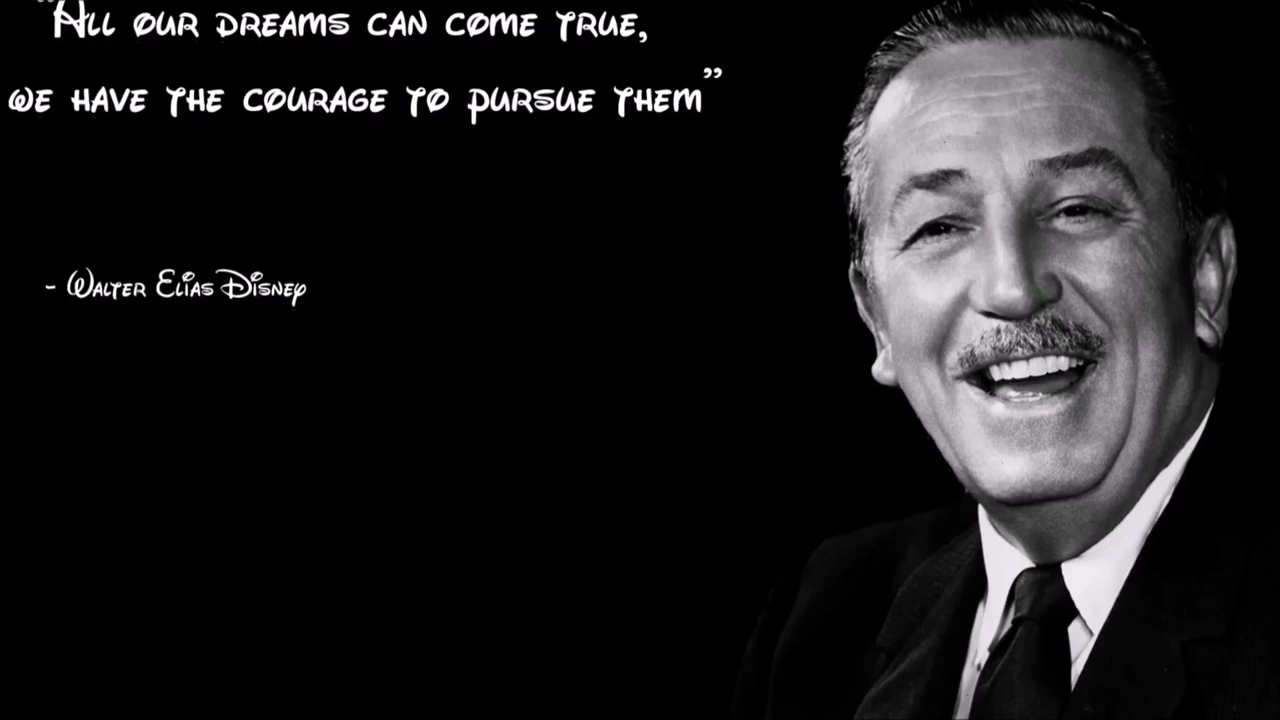 “All our dreams can come true,
we have the courage to pursue them”
- Walter Elias Disney